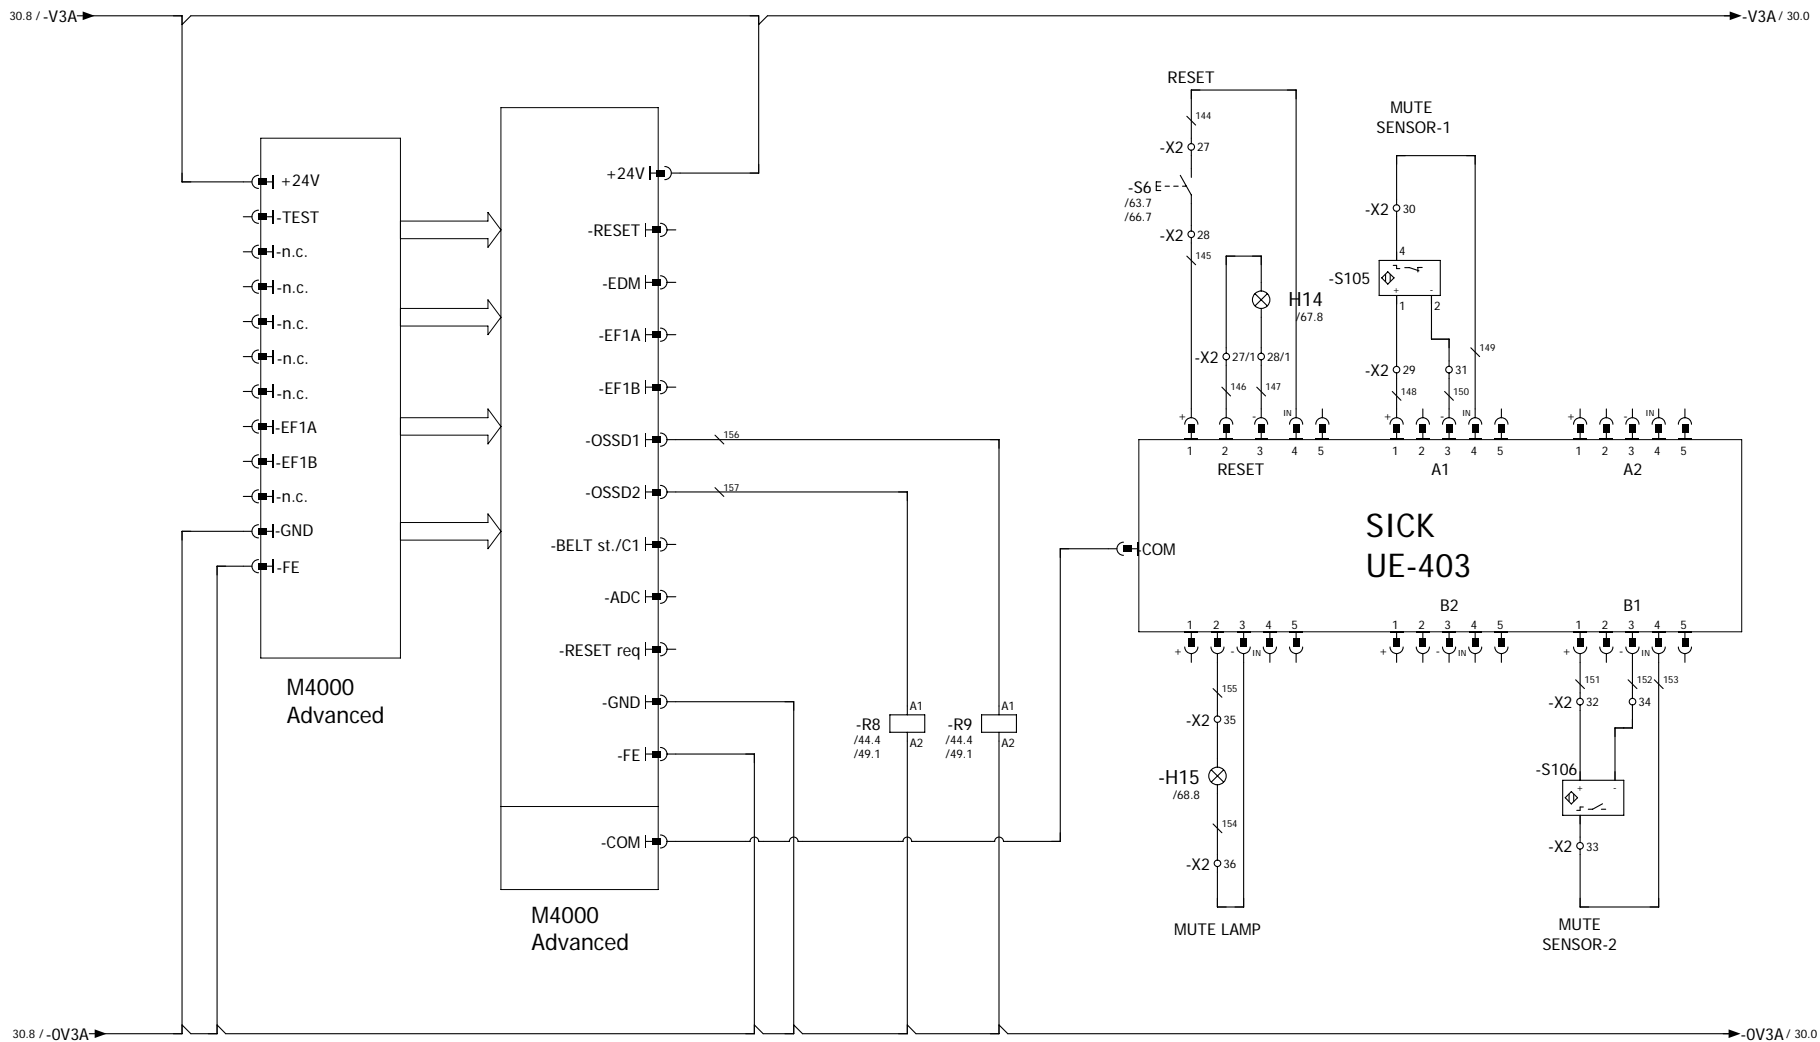 30.8 / -V3A
-V3A / 30.0
RESET
144
-X2 27
-S6 E
/63.7
/66.7
-X2 28
145
H14
/67.8
-X2 27/1 28/1
146 147
MUTE
SENSOR-1
-X2 30
4
-S105
+ -
1 2
149
-X2 29 31
148 150
+24V
-TEST
-n.c.
-n.c.
-n.c.
-n.c.
-n.c.
-EF1A
-EF1B
-n.c.
-GND
-FE
M4000
Advanced
+24V
-RESET
-EDM
-EF1A
-EF1B
-OSSD1 156
-OSSD2 157
-BELT st./C1
-ADC
-RESET req
-GND
-FE
-COM
M4000
Advanced
-R8
/44.4
/49.1
A1
A2
-R9
/44.4
/49.1
A1
A2
+ - IN
1 2 3 4 5
RESET
+ - IN
1 2 3 4 5
A1
+ - IN
1 2 3 4 5
A2
SICK
UE-403
-COM
1 2 3 4 5
+ - IN
B2
1 2 3 4 5
+ - IN
B1
1 2 3 4 5
+ - IN
155
-X2 35
-H15
/68.8
154
-X2 36
MUTE LAMP
151 152 153
-X2 32 34
-S106
+ -
-X2 33
MUTE
SENSOR-2
30.8 / -0V3A
-0V3A / 30.0